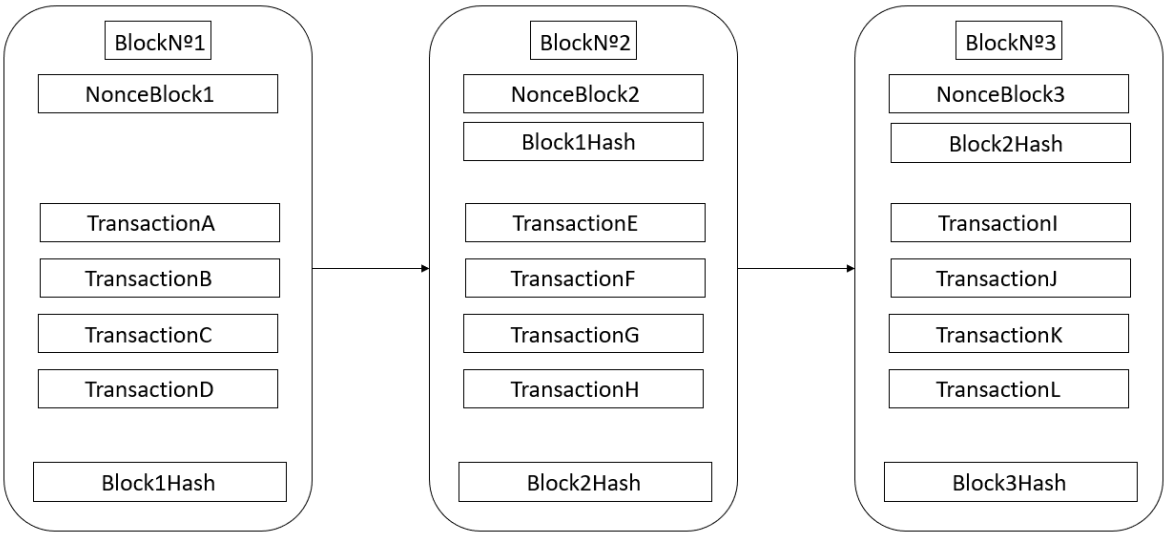 BlockNº1
NonceBlock1
TransactionA
TransactionB
TransactionC
TransactionD
Block1Hash
BlockNº2
NonceBlock2
Block1Hash
TransactionE
TransactionF
TransactionG
TransactionH
Block2Hash
BlockNº3
NonceBlock3
Block2Hash
TransactionI
TransactionJ
TransactionK
TransactionL
Block3Hash